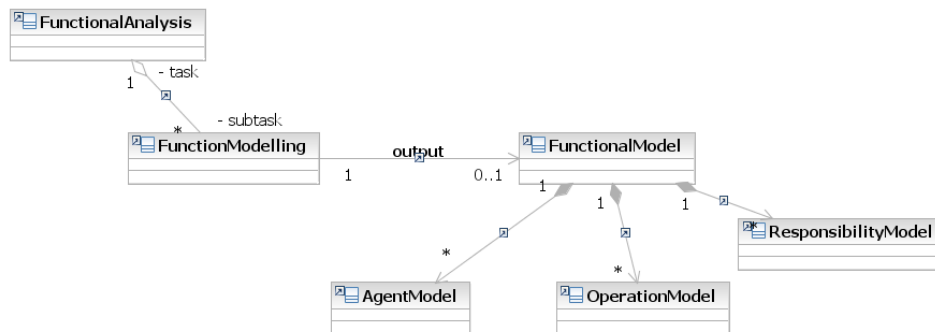 FunctionalAnalysis
1
- task
- subtask
*
FunctionModelling
output
1
0..1
FunctionalModel
1
1
1
*
*
*
ResponsibilityModel
AgentModel
OperationModel